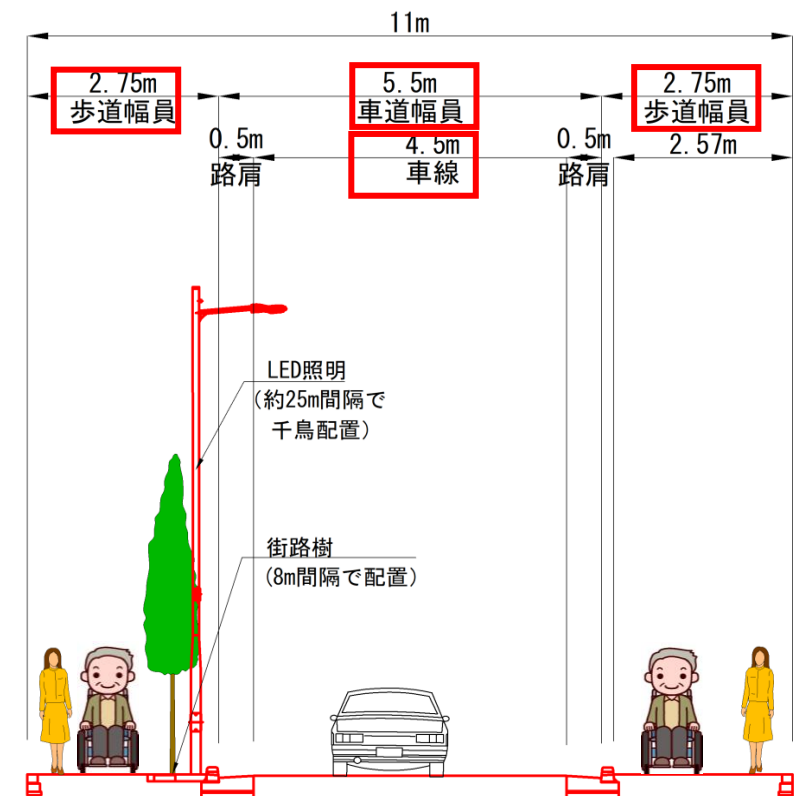 11m
2.75m
歩道幅員
5.5m
車道幅員
2.75m
歩道幅員
0.5m
路肩
4.5m
車線
0.5m
路肩
2.57m
LED照明
(約25m間隔で
千鳥配置)
街路樹
(8m間隔で配置)